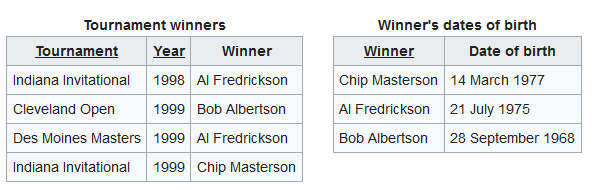 Tournament winners
Tournament Year Winner
Indiana Invitational 1998 Al Fredrickson
Cleveland Open 1999 Bob Albertson
Des Moines Masters 1999 Al Fredrickson
Indiana Invitational 1999 Chip Masterson
Winner's dates of birth
Winner Date of birth
Chip Masterson 14 March 1977
Al Fredrickson 21 July 1975
Bob Albertson 28 September 1968